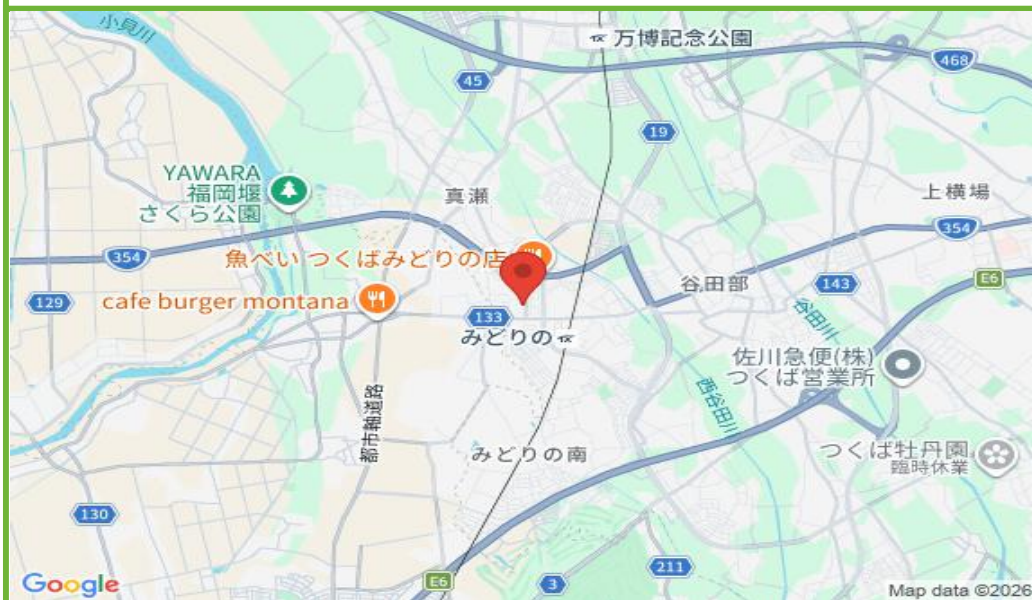 小貝川
万博記念公園
468
45
19
YAWARA
福岡堰
さくら公園
真瀬
上横場
354
354
魚べい つくばみどりの店
谷田部
E6
129
cafe burger montana
143
133
谷田川
みどりの
佐川急便(株)
つくば営業所
西谷田川
都市軸道路
みどりの南
つくば牡丹園
臨時休業
130
211
E6
3
Google
Map data ©2026